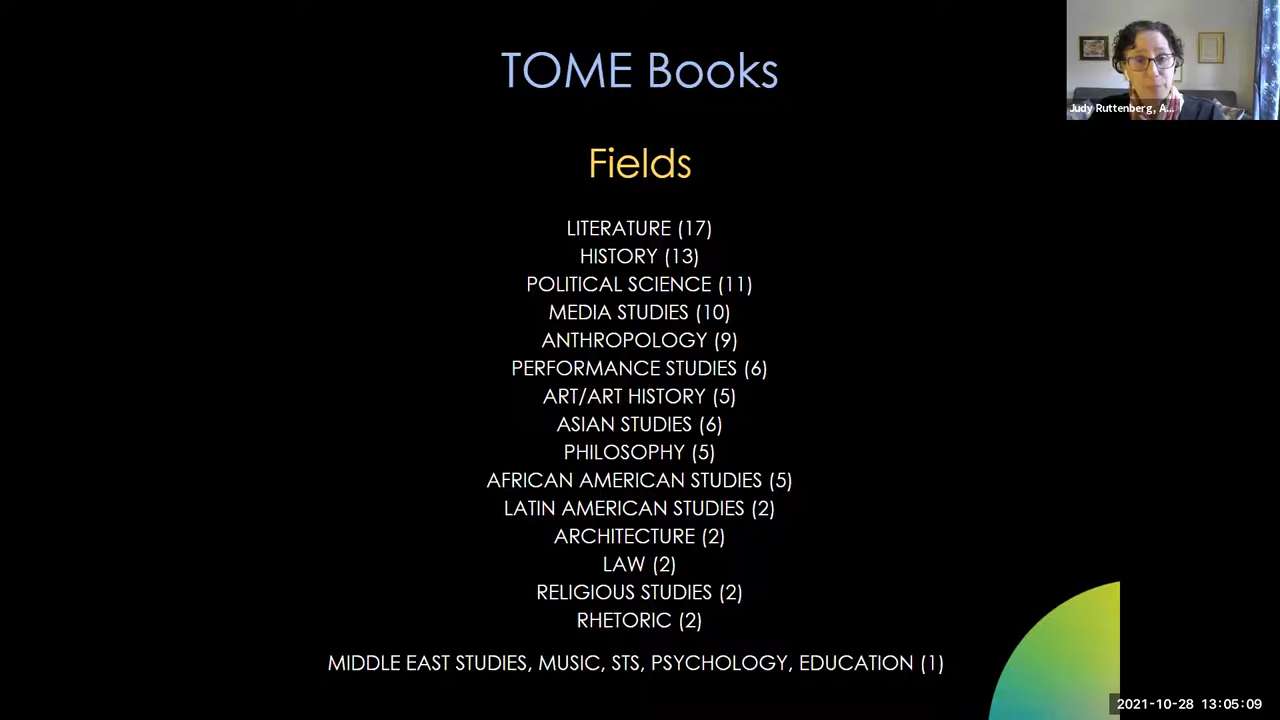 TOME Books
Judy Ruttenberg, A...
Fields
LITERATURE (17)
HISTORY (13)
POLITICAL SCIENCE (11)
MEDIA STUDIES (10)
ANTHROPOLOGY (9)
PERFORMANCE STUDIES (6)
ART/ART HISTORY (5)
ASIAN STUDIES (6)
PHILOSOPHY (5)
AFRICAN AMERICAN STUDIES (5)
LATIN AMERICAN STUDIES (2)
ARCHITECTURE (2)
LAW (2)
RELIGIOUS STUDIES (2)
RHETORIC (2)
MIDDLE EAST STUDIES, MUSIC, STS, PSYCHOLOGY, EDUCATION (1)
2021-10-28 13:05:09